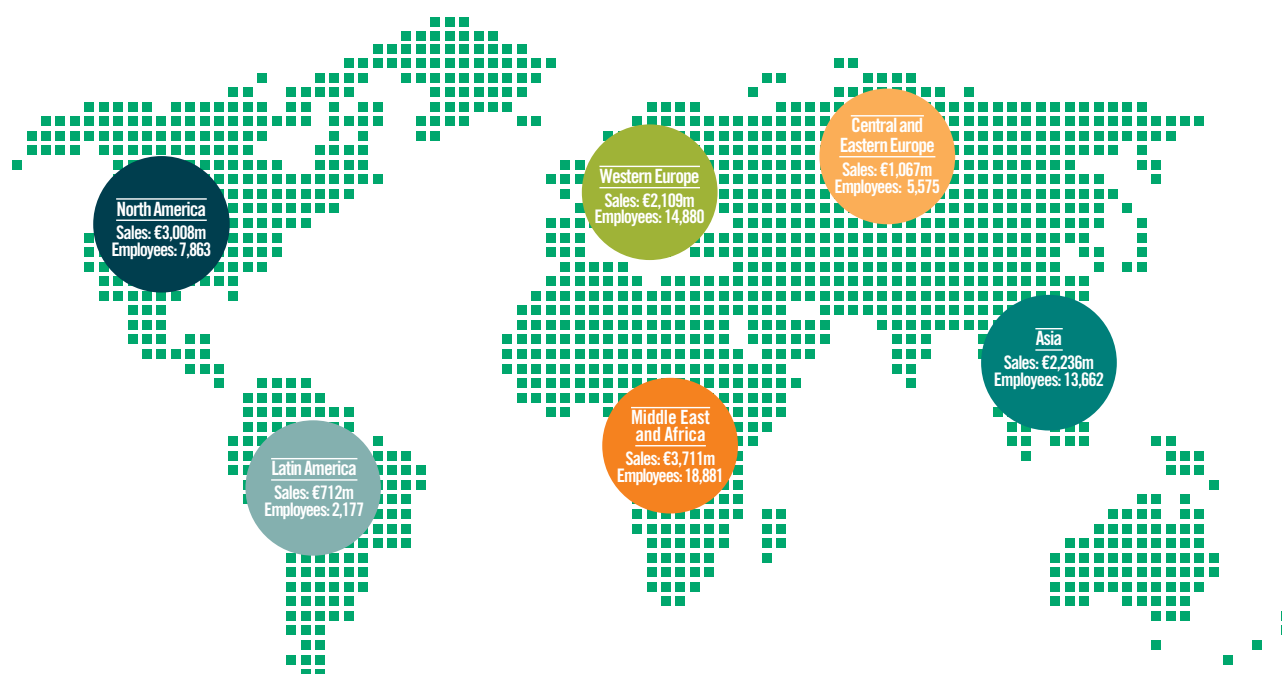 North America
Sales: €3,008m
Employees: 7,863
Latin America
Sales: €712m
Employees: 2,177
Western Europe
Sales: €2,109m
Employees: 14,880
Middle East
and Africa
Sales: €3,711m
Employees: 18,881
Central and
Eastern Europe
Sales: €1,067m
Employees: 5,575
Asia
Sales: €2,236m
Employees: 13,662